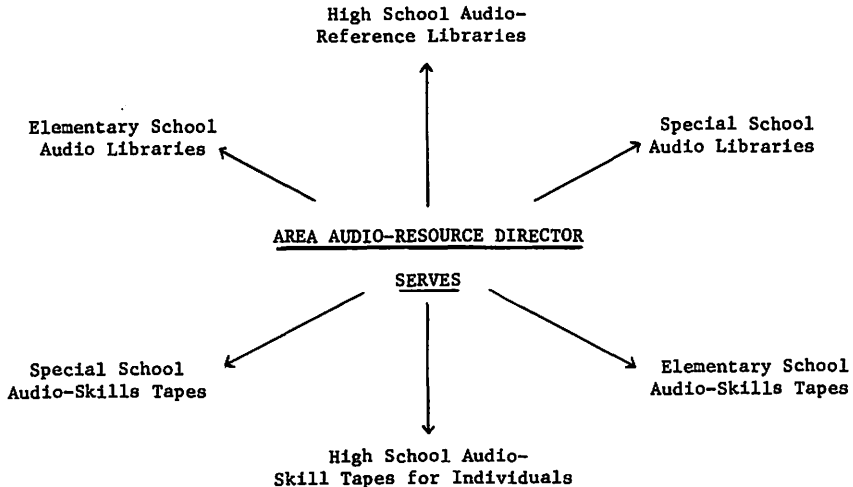 High School Audio-
Reference Libraries
Elementary School
Audio Libraries
Special School
Audio Libraries
AREA AUDIO-RESOURCE DIRECTOR
SERVES
Special School
Audio-Skills Tapes
Elementary School
Audio-Skills Tapes
High School Audio-
Skill Tapes for Individuals